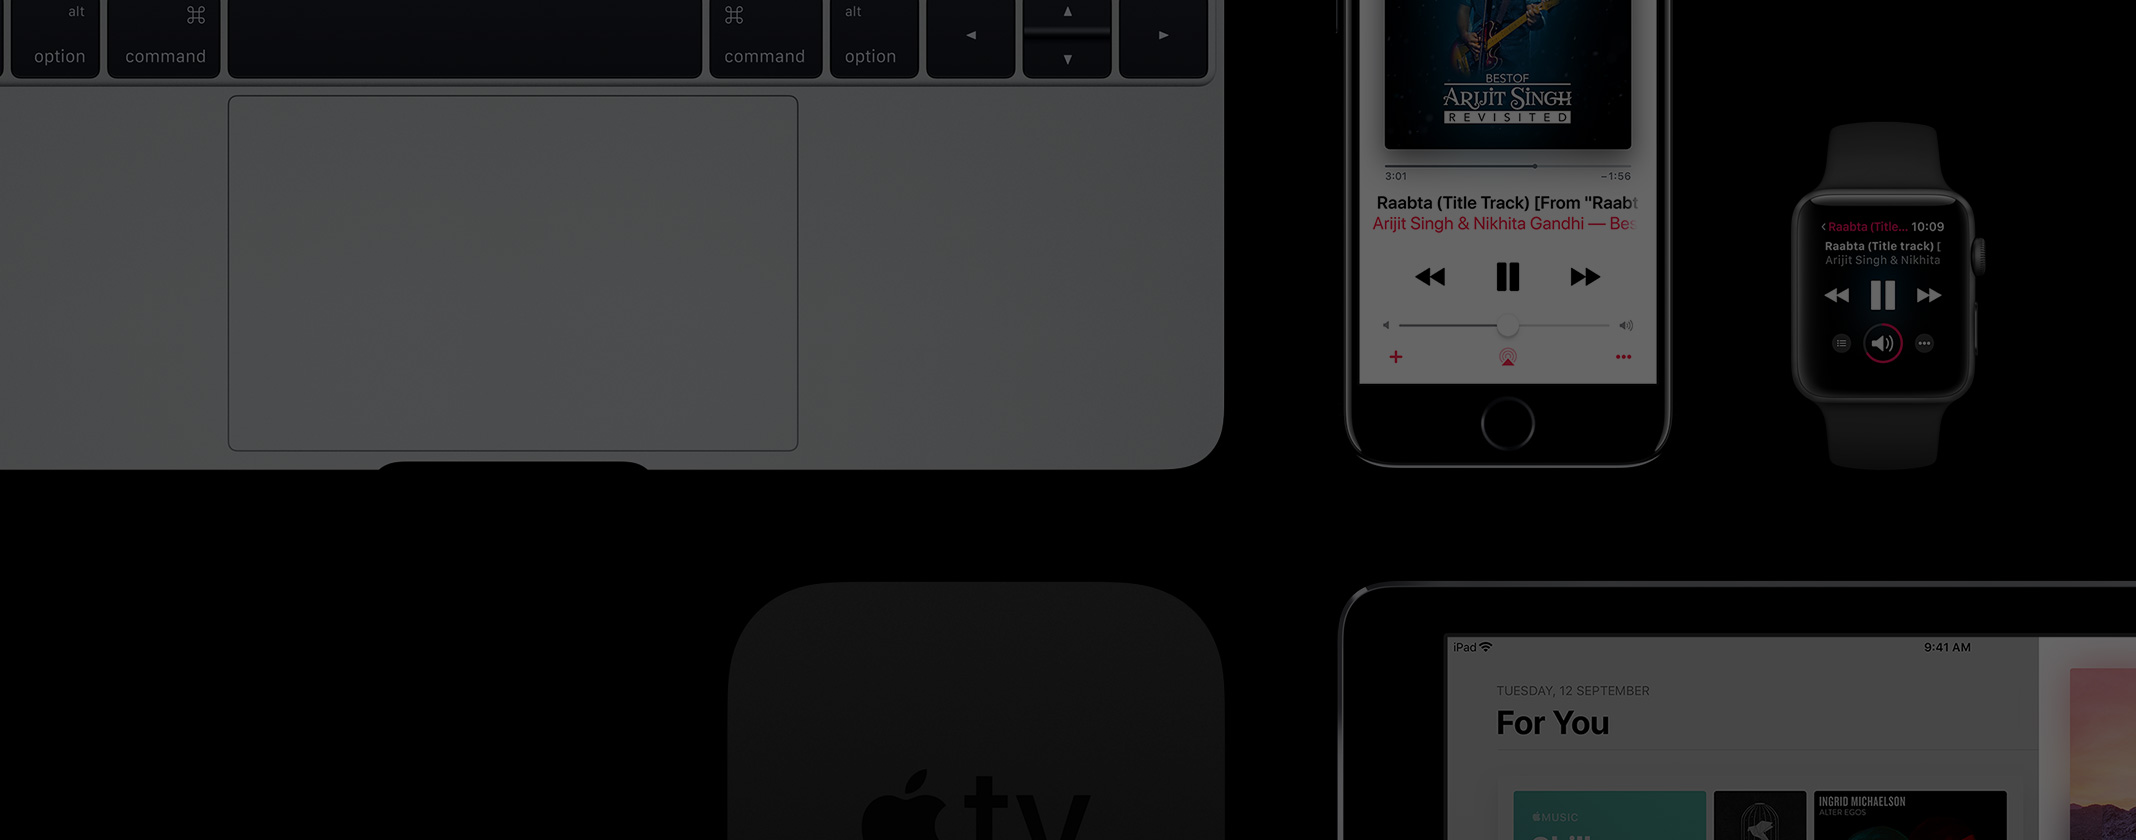 alt
⌘
⌘
alt
option
command
command
option
BEST OF
ARIJIT SINGH
REVISITED
3:01
−1:56
Raabta (Title Track) [From "Raabt
Arijit Singh & Nikhita Gandhi — Bes
Raabta (Title... 10:09
Raabta (Title track) [
Arijit Singh & Nikhita
tv
iPad
9:41 AM
TUESDAY, 12 SEPTEMBER
For You
MUSIC
INGRID MICHAELSON
ALTER EGOS